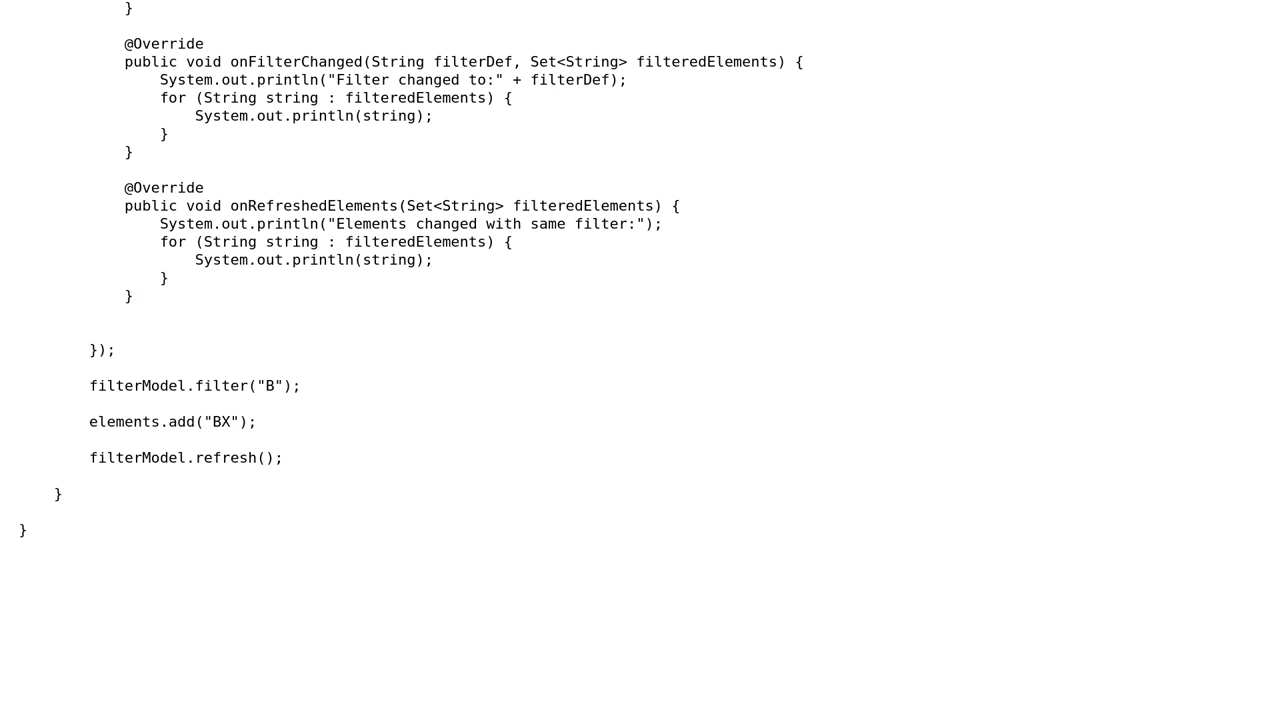 }

            @Override
            public void onFilterChanged(String filterDef, Set<String> filteredElements) {
                System.out.println("Filter changed to:" + filterDef);
                for (String string : filteredElements) {
                    System.out.println(string);
                }
            }

            @Override
            public void onRefreshedElements(Set<String> filteredElements) {
                System.out.println("Elements changed with same filter:");
                for (String string : filteredElements) {
                    System.out.println(string);
                }
            }


        });

        filterModel.filter("B");

        elements.add("BX");

        filterModel.refresh();

    }

}